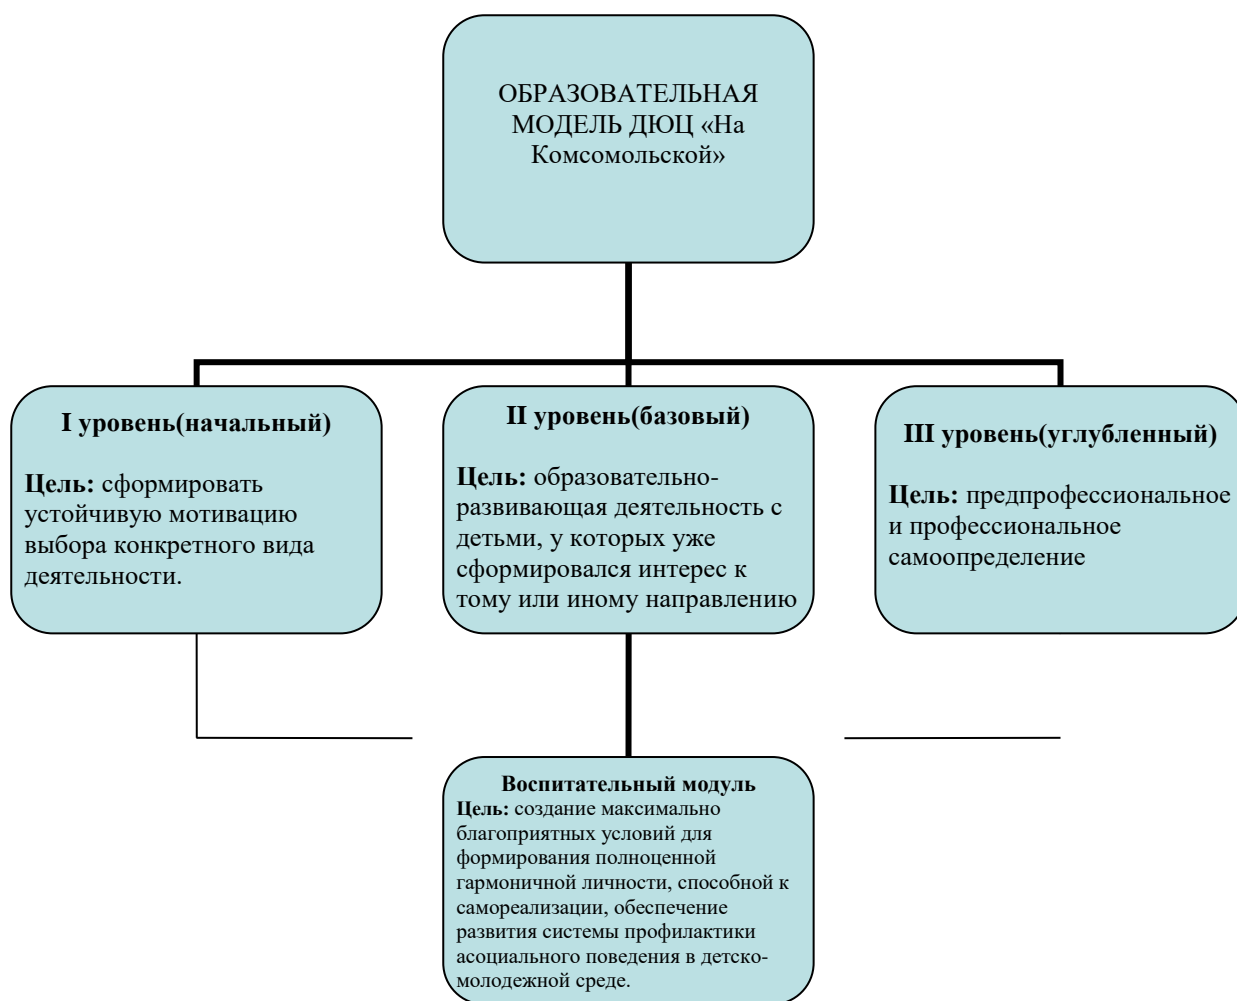 ОБРАЗОВАТЕЛЬНАЯ
МОДЕЛЬ ДЮЦ «На
Комсомольской»
I уровень(начальный)
Цель: сформировать
устойчивую мотивацию
выбора конкретного вида
деятельности.
II уровень(базовый)
Цель: образовательно-
развивающая деятельность с
детьми, у которых уже
сформировался интерес к
тому или иному направлению
III уровень(углубленный)
Цель: предпрофессиональное
и профессиональное
самоопределение
Воспитательный модуль
Цель: создание максимально
благоприятных условий для
формирования полноценной
гармоничной личности, способной к
самореализации, обеспечение
развития системы профилактики
асоциального поведения в детско-
молодежной среде.